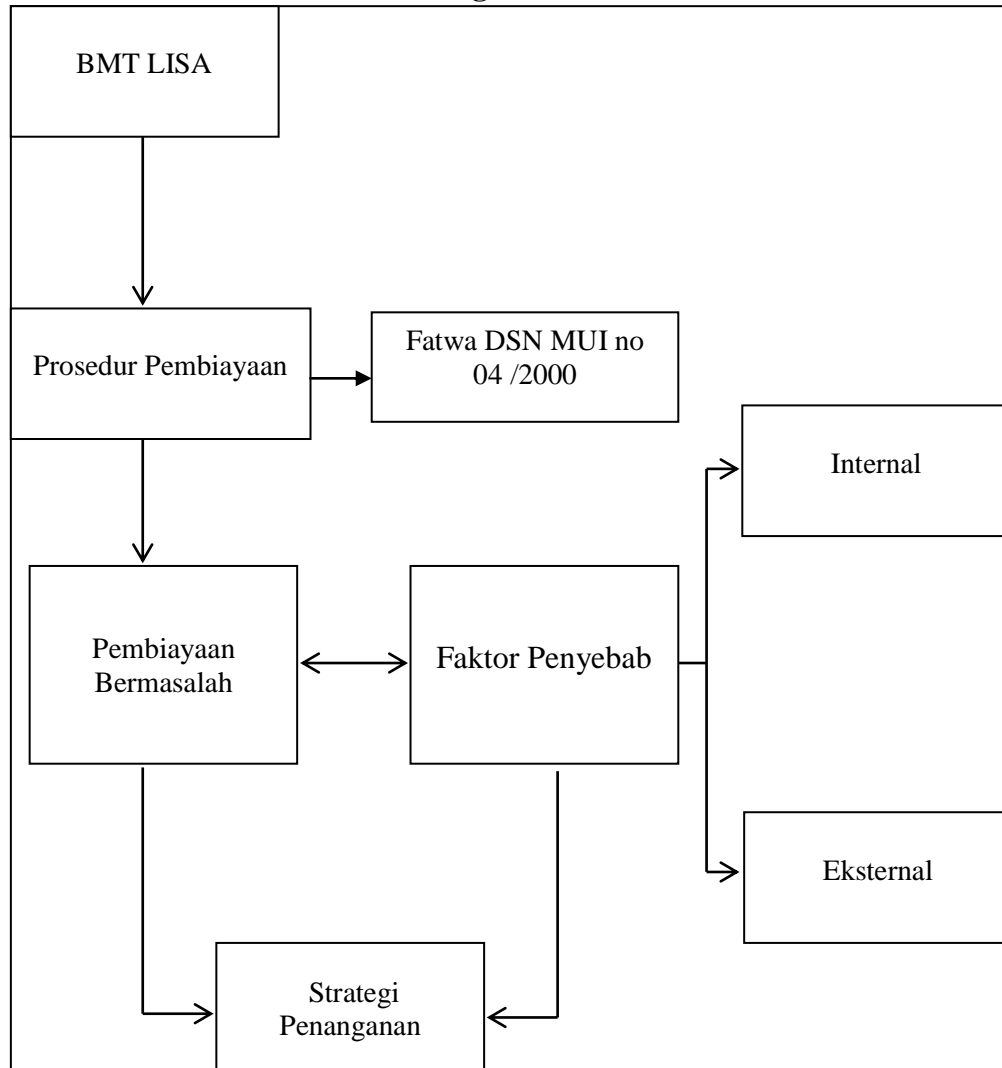 BMT LISA
Prosedur Pembiayaan
Fatwa DSN MUI no
04 /2000
Internal
Pembiayaan
Bermasalah
Faktor Penyebab
Eksternal
Strategi
Penanganan